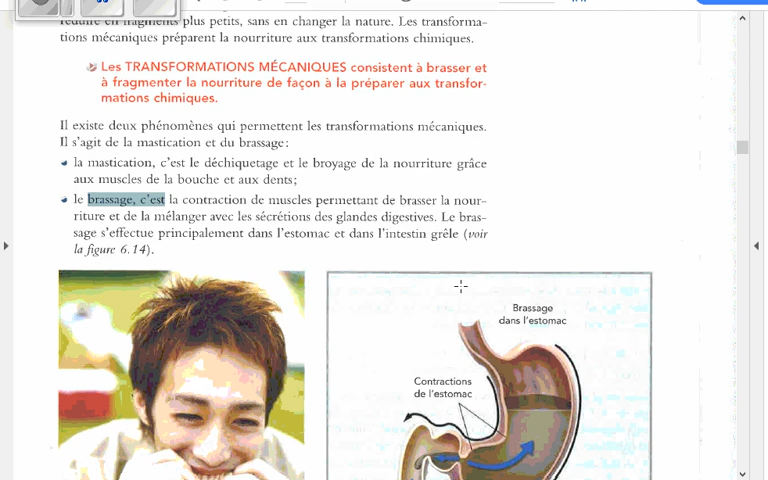 réduire en fragments plus petits, sans en changer la nature. Les transforma-
tions mécaniques préparent la nourriture aux transformations chimiques.
Les TRANSFORMATIONS MÉCANIQUES consistent à brasser et
à fragmenter la nourriture de façon à la préparer aux transfor-
mations chimiques.
Il existe deux phénomènes qui permettent les transformations mécaniques.
Il s'agit de la mastication et du brassage:
la mastication, c'est le déchiquetage et le broyage de la nourriture grâce
aux muscles de la bouche et aux dents;
le brassage, c'est la contraction de muscles permettant de brasser la nour-
riture et de la mélanger avec les sécrétions des glandes digestives. Le bras-
sage s'effectue principalement dans l'estomac et dans l'intestin grêle (voir
la figure 6.14).
Brassage
dans l'estomac
Contractions
de l'estomac